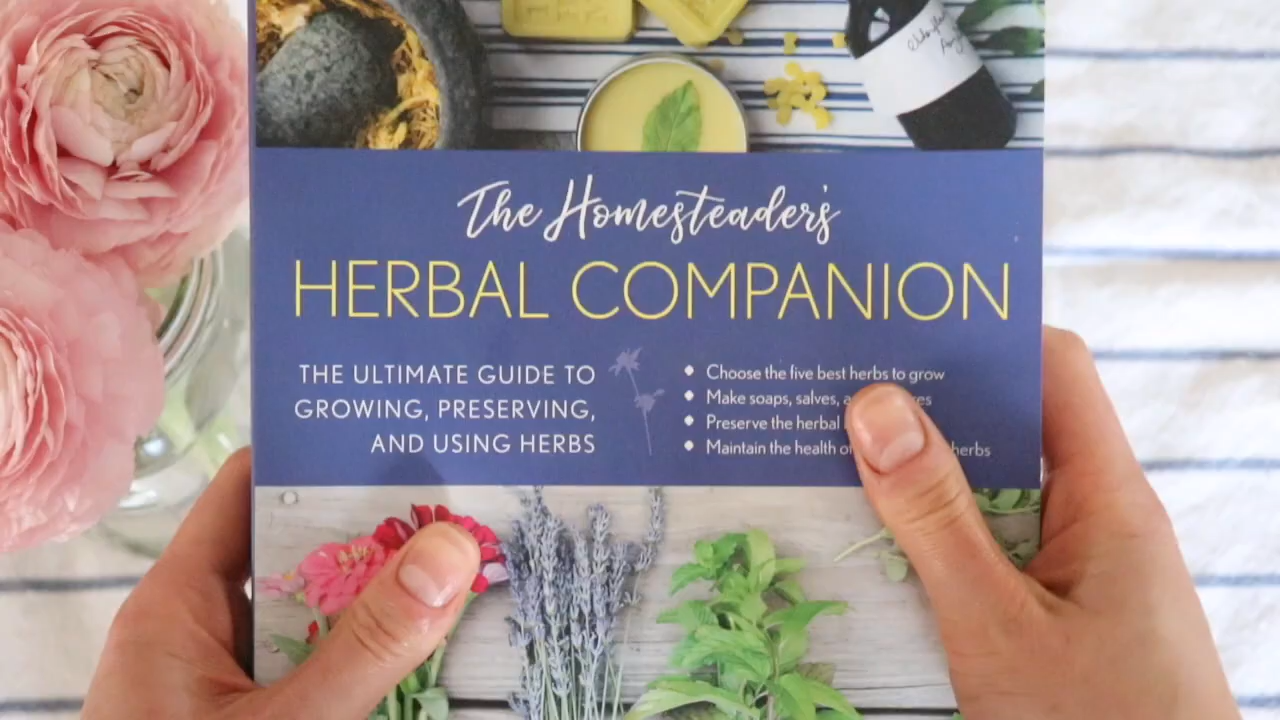 The Homesteader's
HERBAL COMPANION
THE ULTIMATE GUIDE TO
GROWING, PRESERVING,
AND USING HERBS
Choose the five best herbs to grow
Make soaps, salves,
Preserve the herbal
Maintain the health herbs